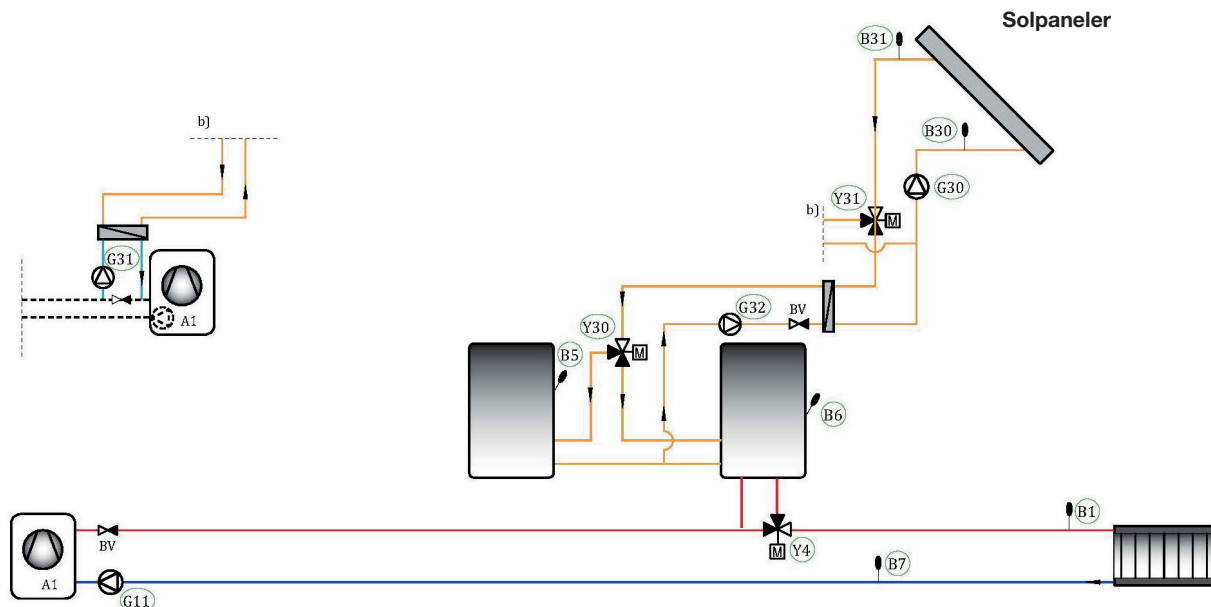 Solpaneler
B31
b)
B30
G30
Y31
b)
M
G31
A1
G32
BV
Y30
M
B5
B6
B1
BV
M
Y4
B7
A1
G11